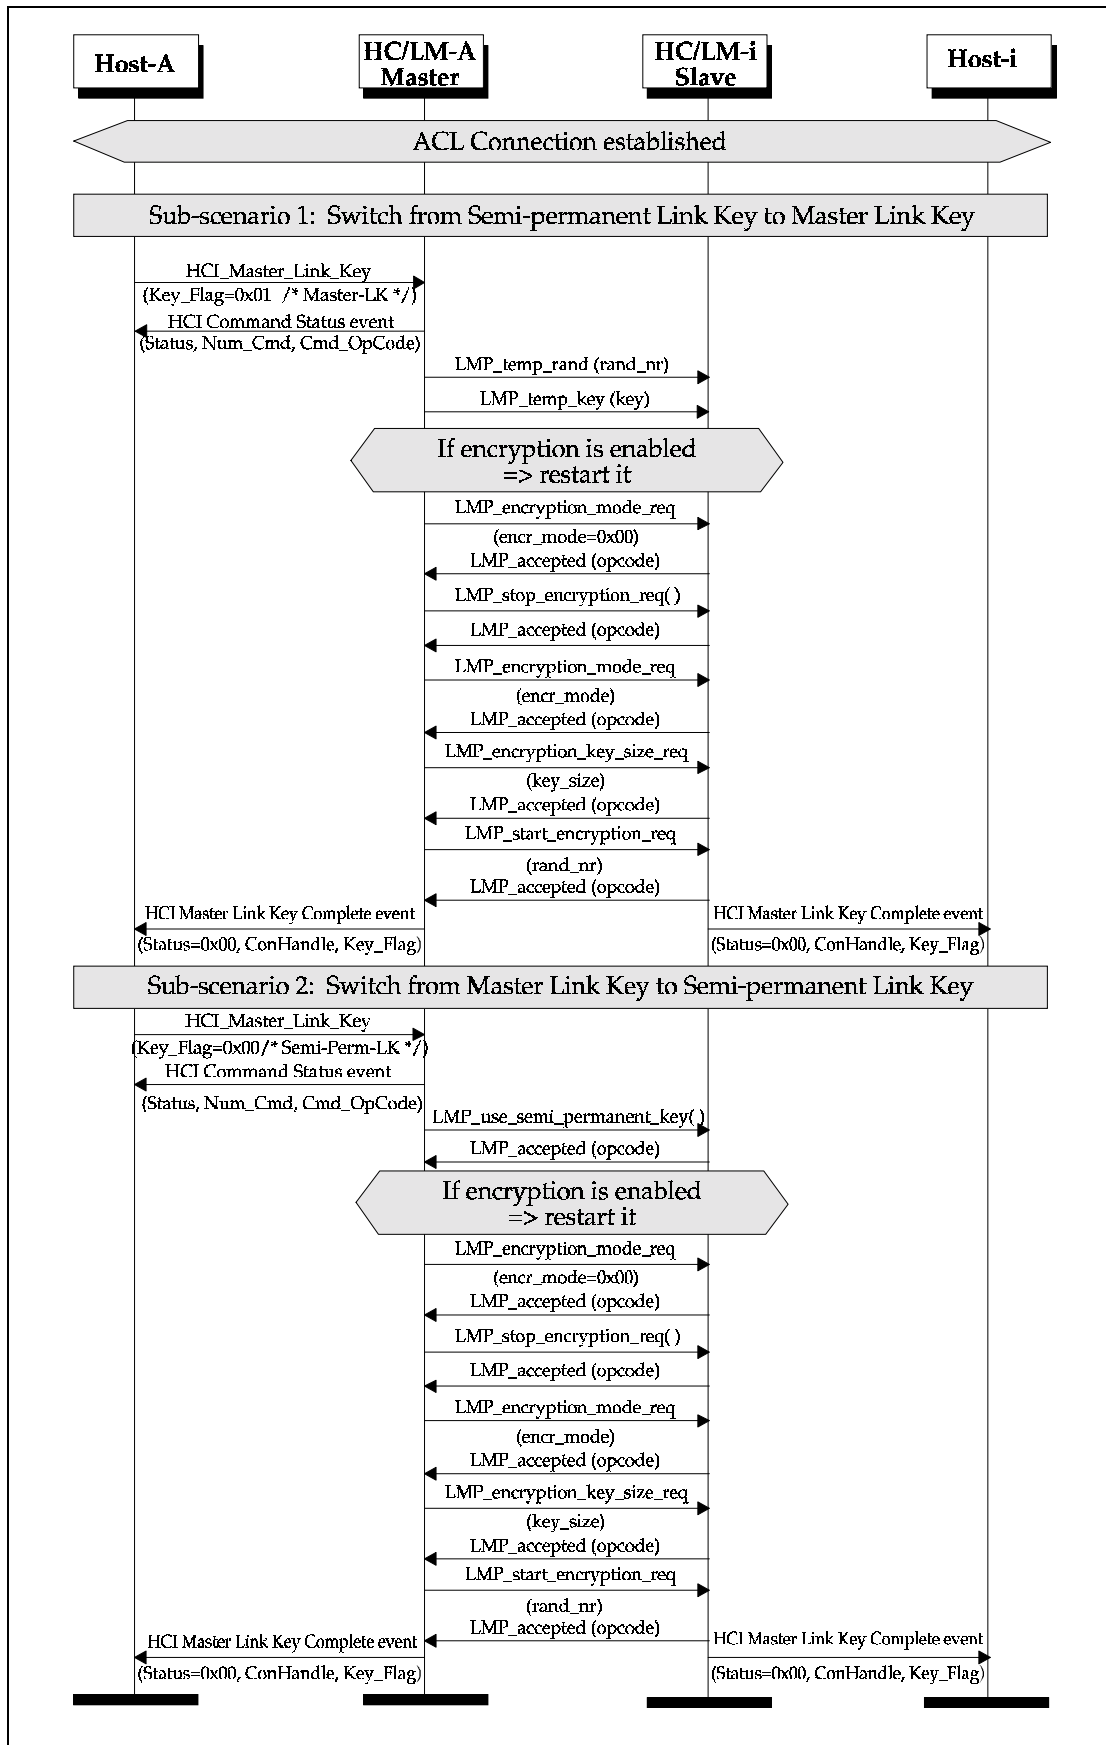 Host-A
HC/LM-A
Master
HC/LM-i
Slave
Host-i
ACL Connection established
Sub-scenario 1: Switch from Semi-permanent Link Key to Master Link Key
HCI_Master_Link_Key
(Key_Flag=0x01 /* Master-LK */)
HCI Command Status event
(Status, Num_Cmd, Cmd_OpCode)
LMP_temp_rand (rand_nr)
LMP_temp_key (key)
If encryption is enabled
=> restart it
LMP_encryption_mode_req
(encr_mode=0x00)
LMP_accepted (opcode)
LMP_stop_encryption_req( )
LMP_accepted (opcode)
LMP_encryption_mode_req
(encr_mode)
LMP_accepted (opcode)
LMP_encryption_key_size_req
(key_size)
LMP_accepted (opcode)
LMP_start_encryption_req
(rand_nr)
LMP_accepted (opcode)
HCI Master Link Key Complete event
(Status=0x00, ConHandle, Key_Flag)
HCI Master Link Key Complete event
(Status=0x00, ConHandle, Key_Flag)
Sub-scenario 2: Switch from Master Link Key to Semi-permanent Link Key
HCI_Master_Link_Key
(Key_Flag=0x00/* Semi-Perm-LK */)
HCI Command Status event
(Status, Num_Cmd, Cmd_OpCode)
LMP_use_semi_permanent_key( )
LMP_accepted (opcode)
If encryption is enabled
=> restart it
LMP_encryption_mode_req
(encr_mode=0x00)
LMP_accepted (opcode)
LMP_stop_encryption_req( )
LMP_accepted (opcode)
LMP_encryption_mode_req
(encr_mode)
LMP_accepted (opcode)
LMP_encryption_key_size_req
(key_size)
LMP_accepted (opcode)
LMP_start_encryption_req
(rand_nr)
LMP_accepted (opcode)
HCI Master Link Key Complete event
(Status=0x00, ConHandle, Key_Flag)
HCI Master Link Key Complete event
(Status=0x00, ConHandle, Key_Flag)